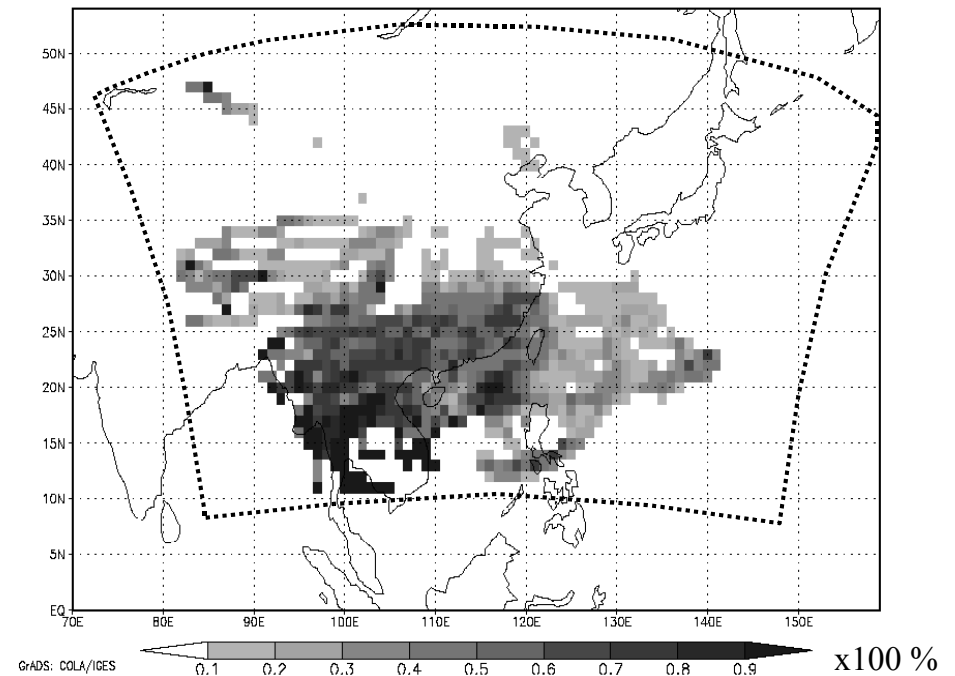 50N
45N
40N
35N
30N
25N
20N
15N
10N
5N
EQ
70E 80E 90E 100E 110E 120E 130E 140E 150E
0.1 0.2 0.3 0.4 0.5 0.6 0.7 0.8 0.9
x100 %
GrADS: COLA/IGES